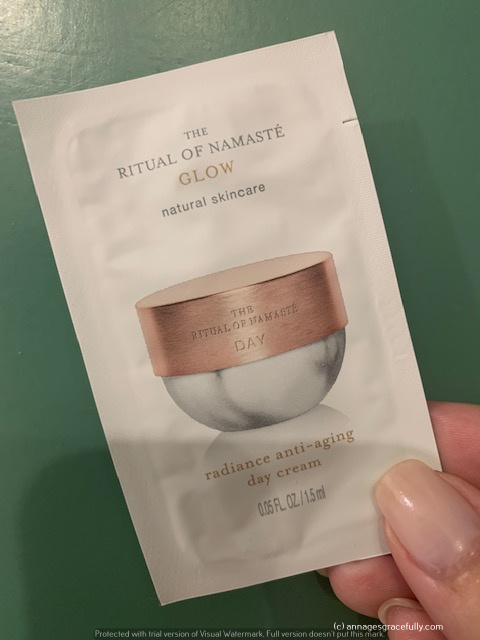 THE
RITUAL OF NAMASTÉ
GLOW
natural skincare
THE
RITUAL OF NAMASTÉ
DAY
radiance anti-aging
day cream
0.05 FL. OZ. / 1.5 ml
(c) annagesgracefully.com
Protected with trial version of Visual Watermark. Full version doesn't put this mark.